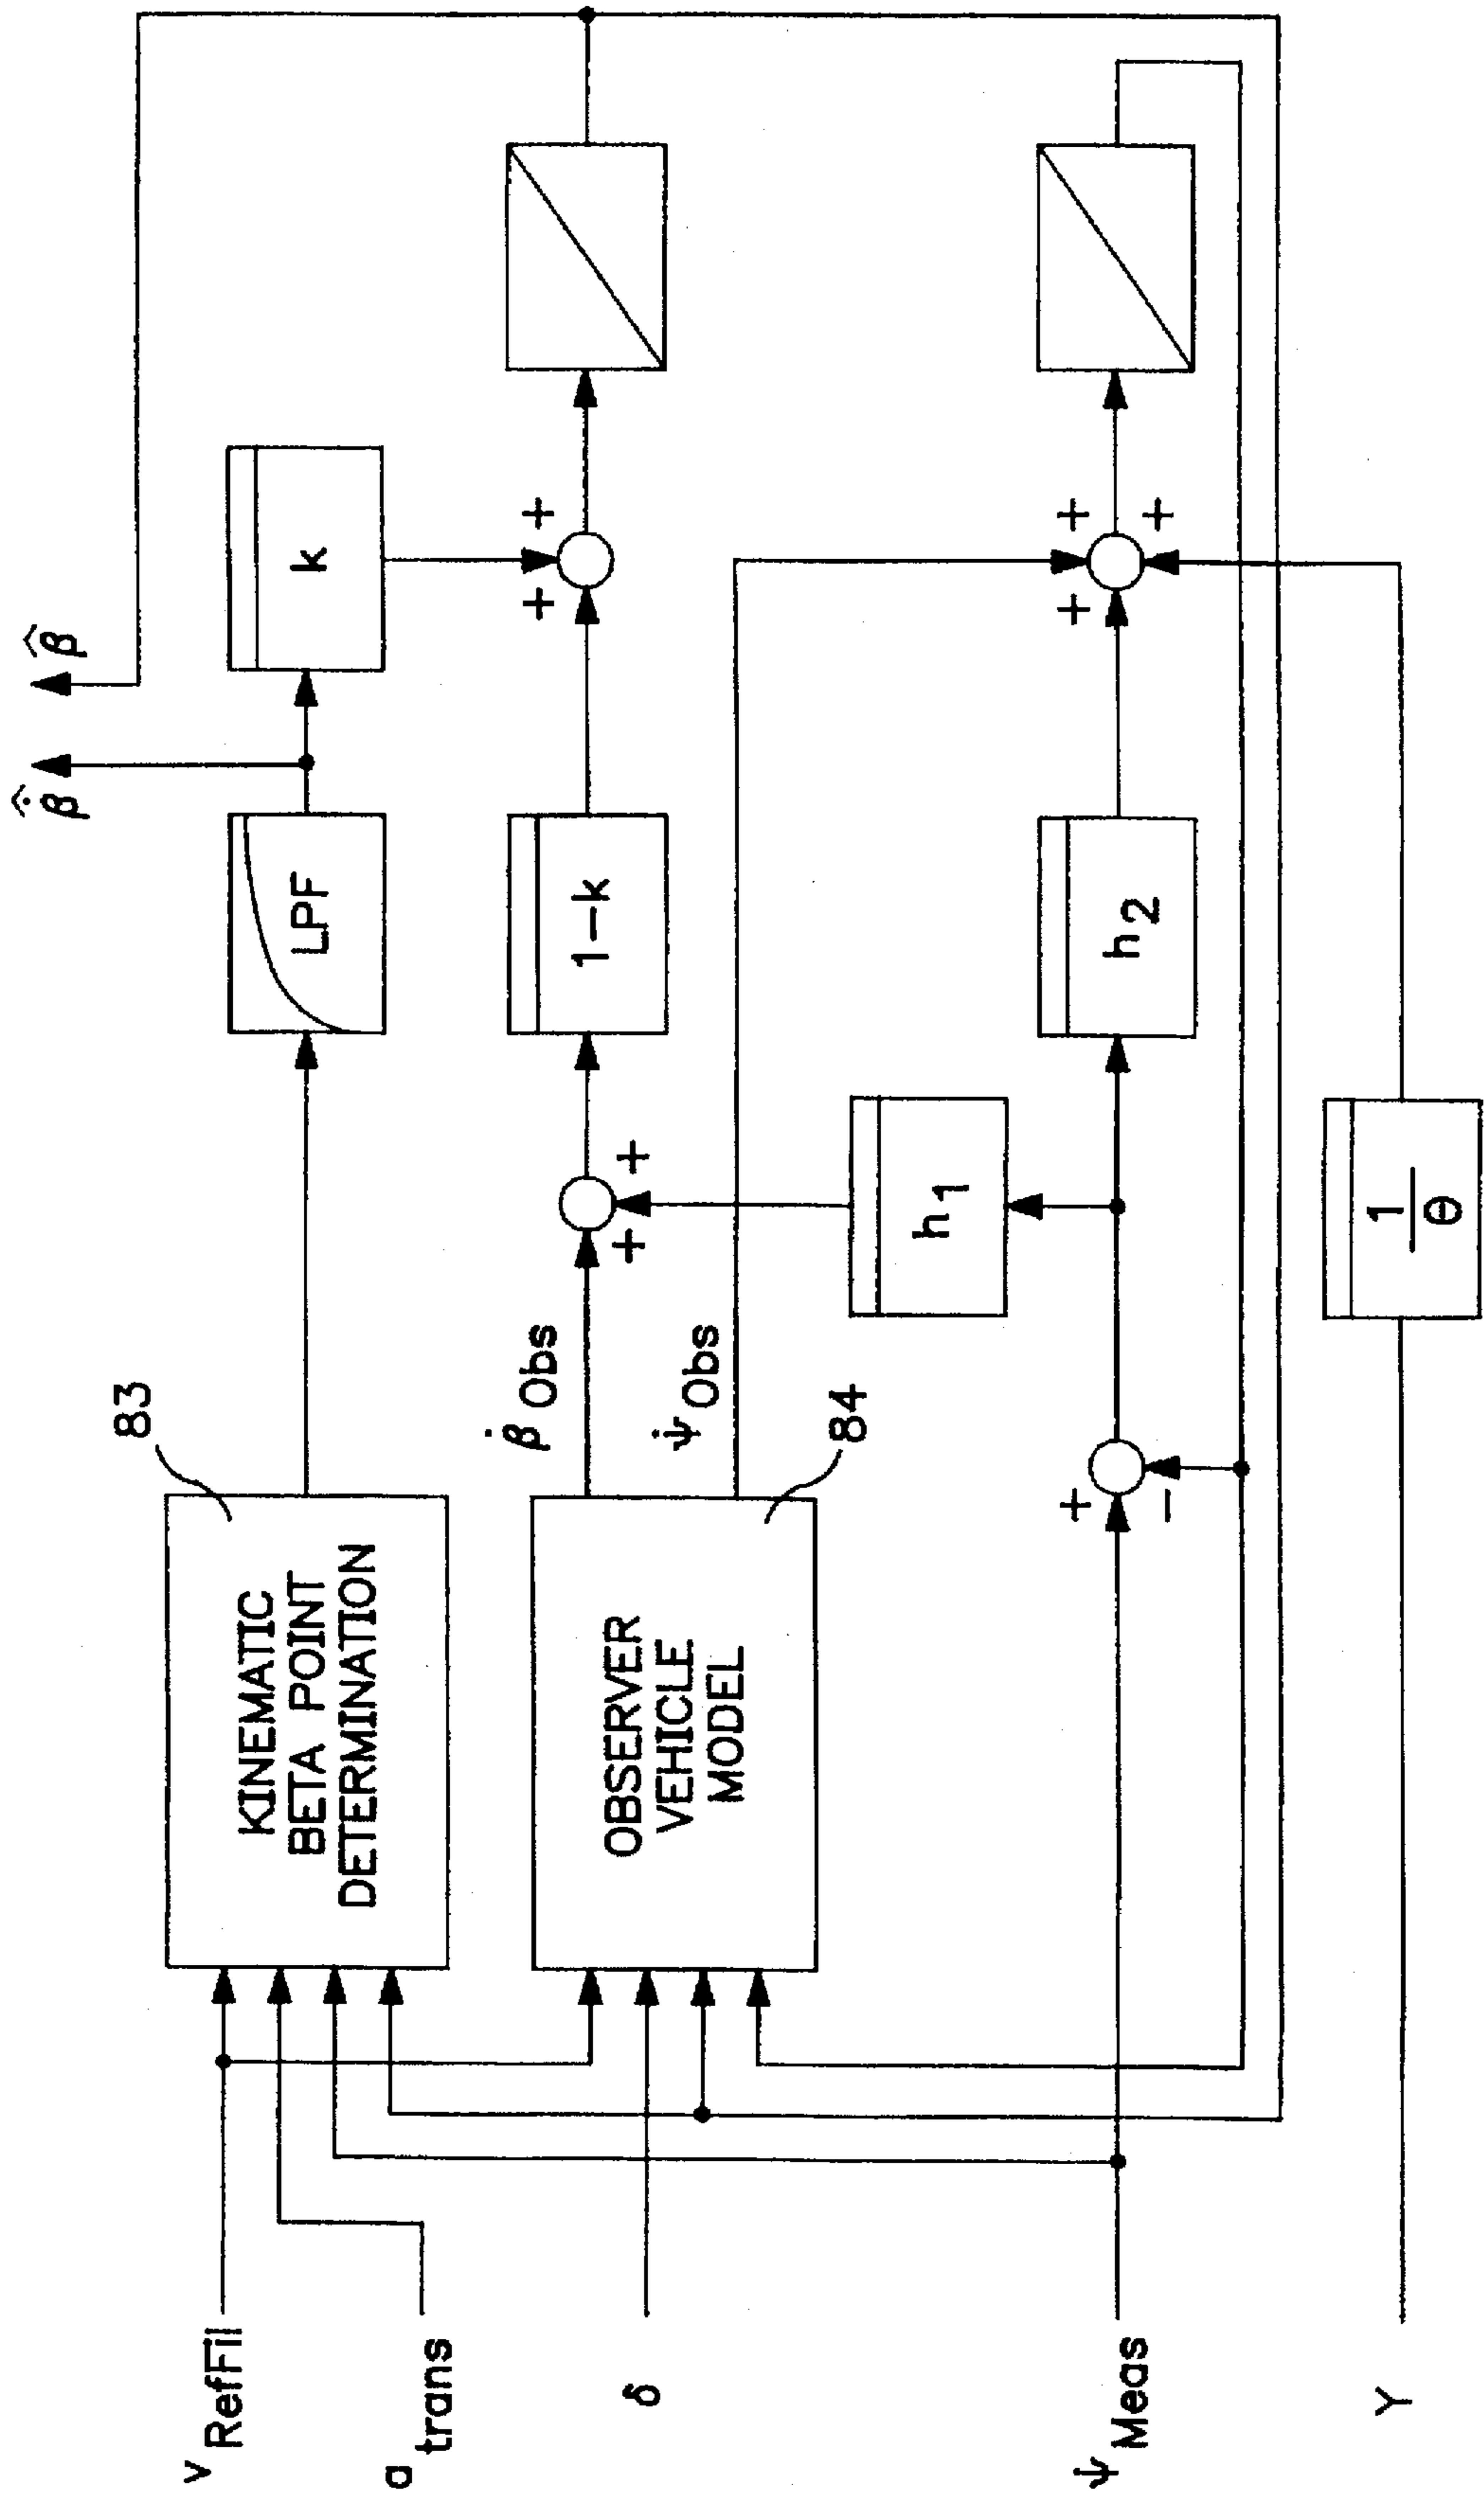 v RefFil
a trans
δ
ψ Meas
Y
KINEMATIC
BETA POINT
DETERMINATION
83
OBSERVER
VEHICLE
MODEL
84
β̇ Obs
ψ̇ Obs
+
−
+
+
h1
1/θ
LPF
1-k
h2
β̂̇
β̂
k
+
+
+
+
+